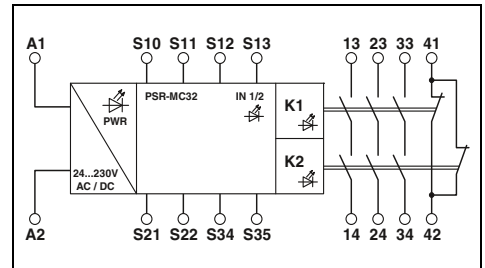 A1 S10 S11 S12 S13 13 23 33 41
PSR-MC32 IN 1/2
PWR
K1
K2
24...230V
AC / DC
A2 S21 S22 S34 S35 14 24 34 42